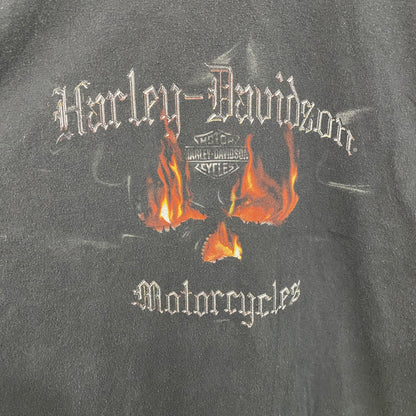 Harley-Davidson
MOTOR
HARLEY-DAVIDSON
CYCLES
Motorcycles